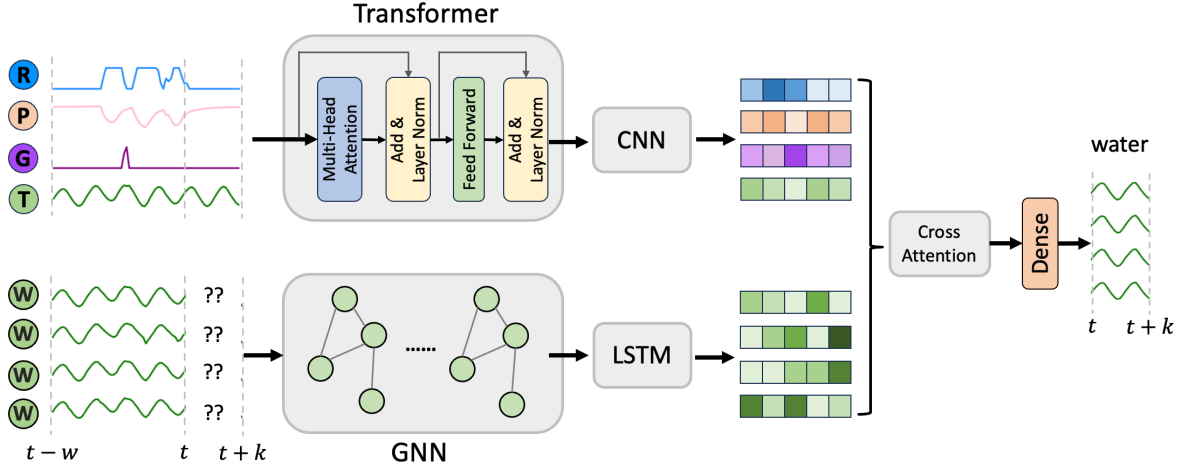 Transformer
R
P
G
T
Multi-Head
Attention
Add &
Layer Norm
Feed Forward
Add &
Layer Norm
CNN
water
Cross
Attention
Dense
t
t + k
W
??
W
??
W
??
W
??
t − w
t
t + k
......
GNN
LSTM